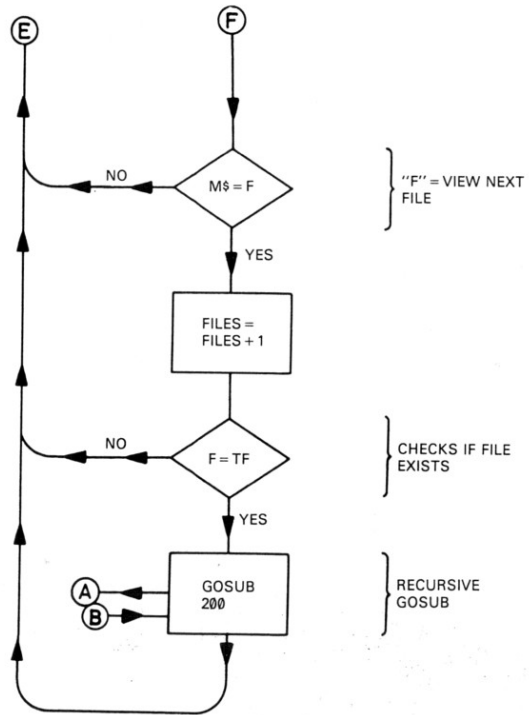 E
F
M$ = F
NO
"F" = VIEW NEXT
FILE
YES
FILES =
FILES + 1
NO
F = TF
CHECKS IF FILE
EXISTS
YES
A
B
GOSUB
200
RECURSIVE
GOSUB